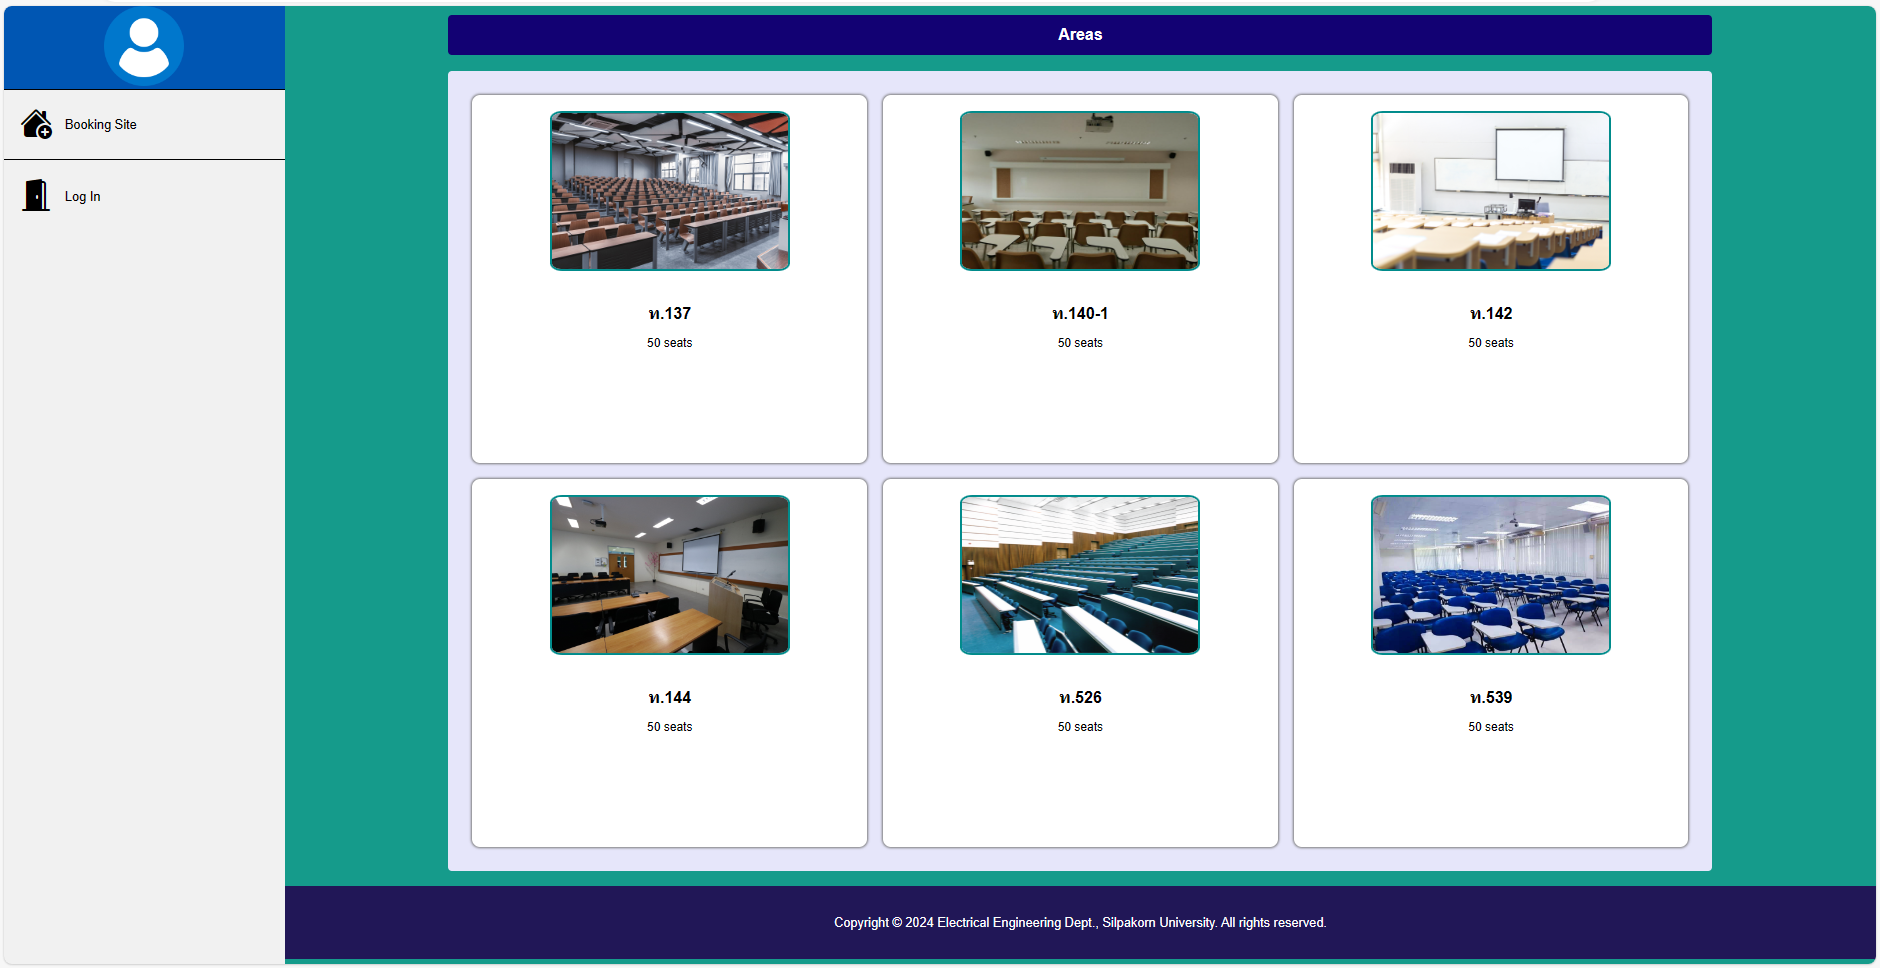 Areas
Booking Site
Log In
ท.137
50 seats
ท.140-1
50 seats
ท.142
50 seats
ท.144
50 seats
ท.526
50 seats
ท.539
50 seats
Copyright © 2024 Electrical Engineering Dept., Silpakorn University. All rights reserved.